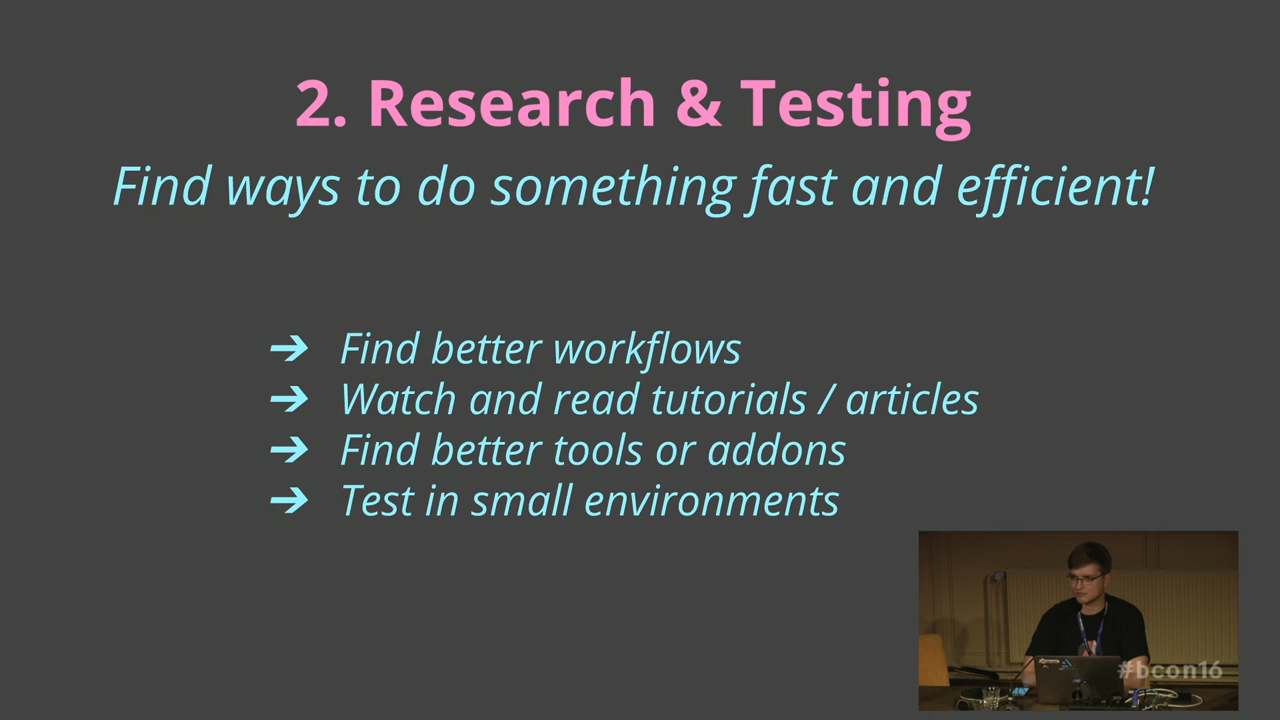 2. Research & Testing
Find ways to do something fast and efficient!
➔ Find better workflows
➔ Watch and read tutorials / articles
➔ Find better tools or addons
➔ Test in small environments
#bcon16